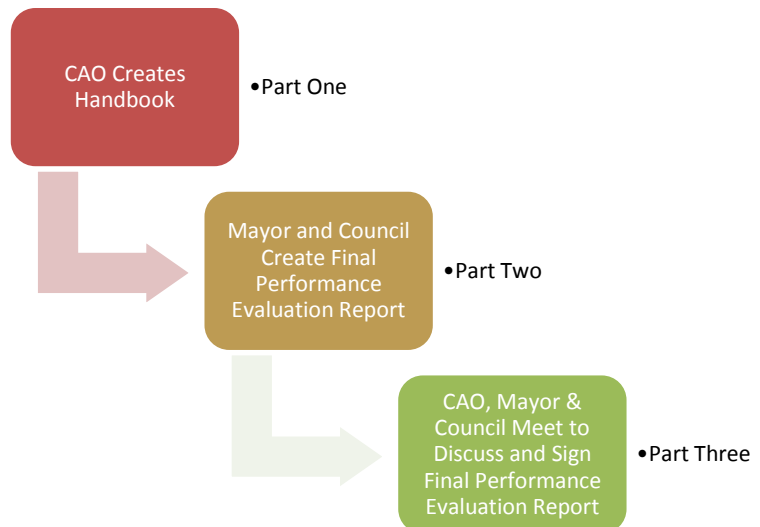 CAO Creates
Handbook
•Part One
Mayor and Council
Create Final
Performance
Evaluation Report
•Part Two
CAO, Mayor &
Council Meet to
Discuss and Sign
Final Performance
Evaluation Report
•Part Three